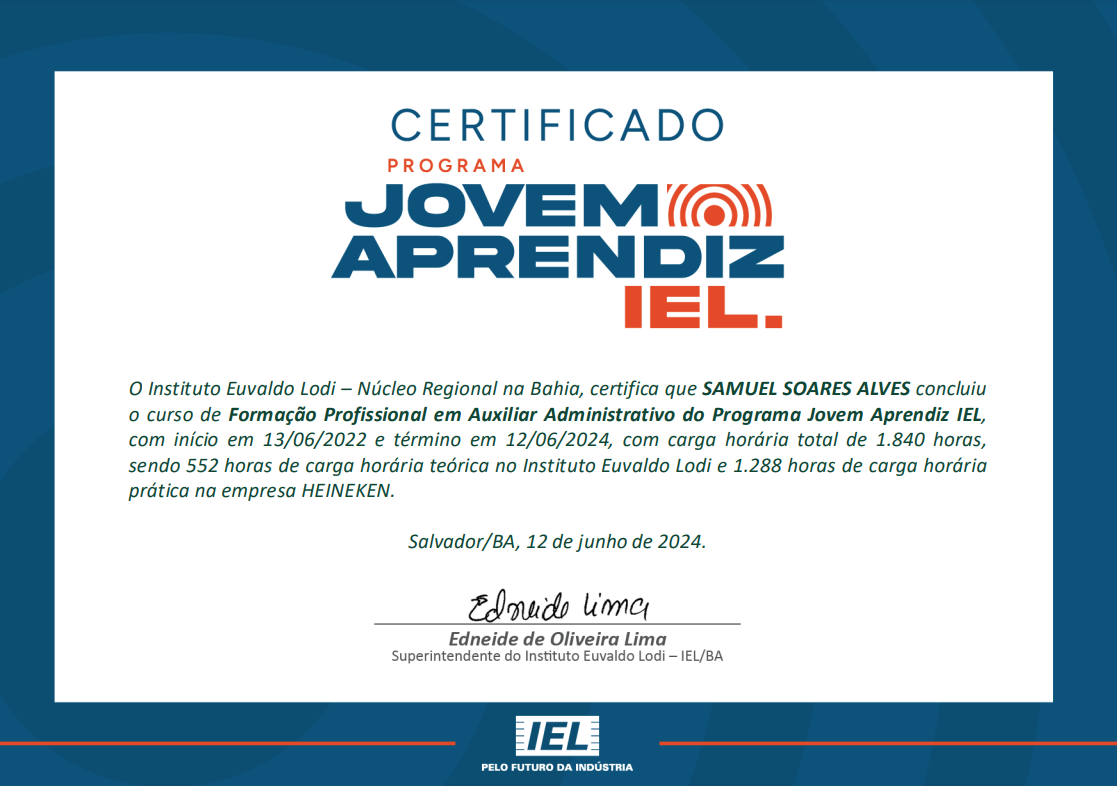 CERTIFICADO
PROGRAMA
JOVEM
APRENDIZ
IEL.
O Instituto Euvaldo Lodi – Núcleo Regional na Bahia, certifica que SAMUEL SOARES ALVES concluiu
o curso de Formação Profissional em Auxiliar Administrativo do Programa Jovem Aprendiz IEL,
com início em 13/06/2022 e término em 12/06/2024, com carga horária total de 1.840 horas,
sendo 552 horas de carga horária teórica no Instituto Euvaldo Lodi e 1.288 horas de carga horária
prática na empresa HEINEKEN.
Salvador/BA, 12 de junho de 2024.
Edneide Lima
Edneide de Oliveira Lima
Superintendente do Instituto Euvaldo Lodi – IEL/BA
IEL
PELO FUTURO DA INDÚSTRIA